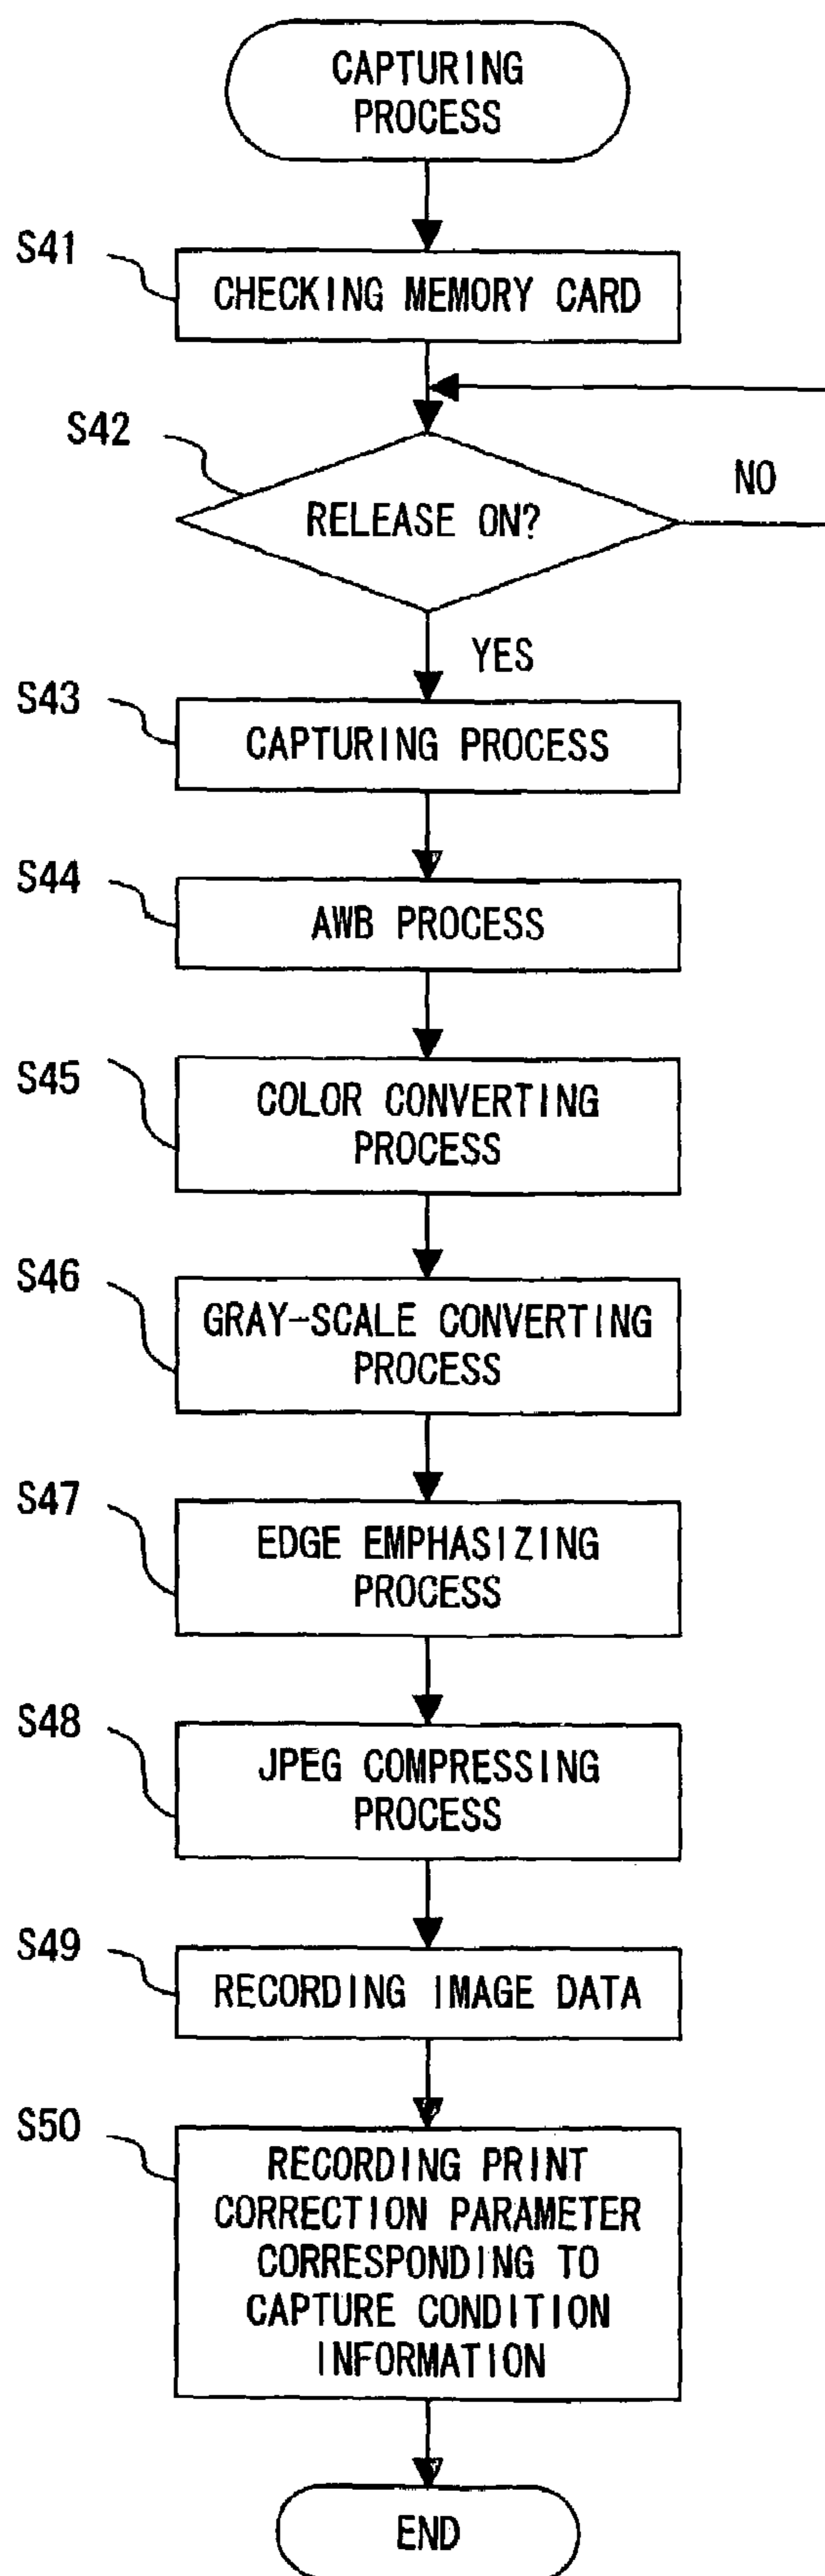 CAPTURING
PROCESS
S41
CHECKING MEMORY CARD
S42
RELEASE ON?
NO
YES
S43
CAPTURING PROCESS
S44
AWB PROCESS
S45
COLOR CONVERTING
PROCESS
S46
GRAY-SCALE CONVERTING
PROCESS
S47
EDGE EMPHASIZING
PROCESS
S48
JPEG COMPRESSING
PROCESS
S49
RECORDING IMAGE DATA
S50
RECORDING PRINT
CORRECTION PARAMETER
CORRESPONDING TO
CAPTURE CONDITION
INFORMATION
END